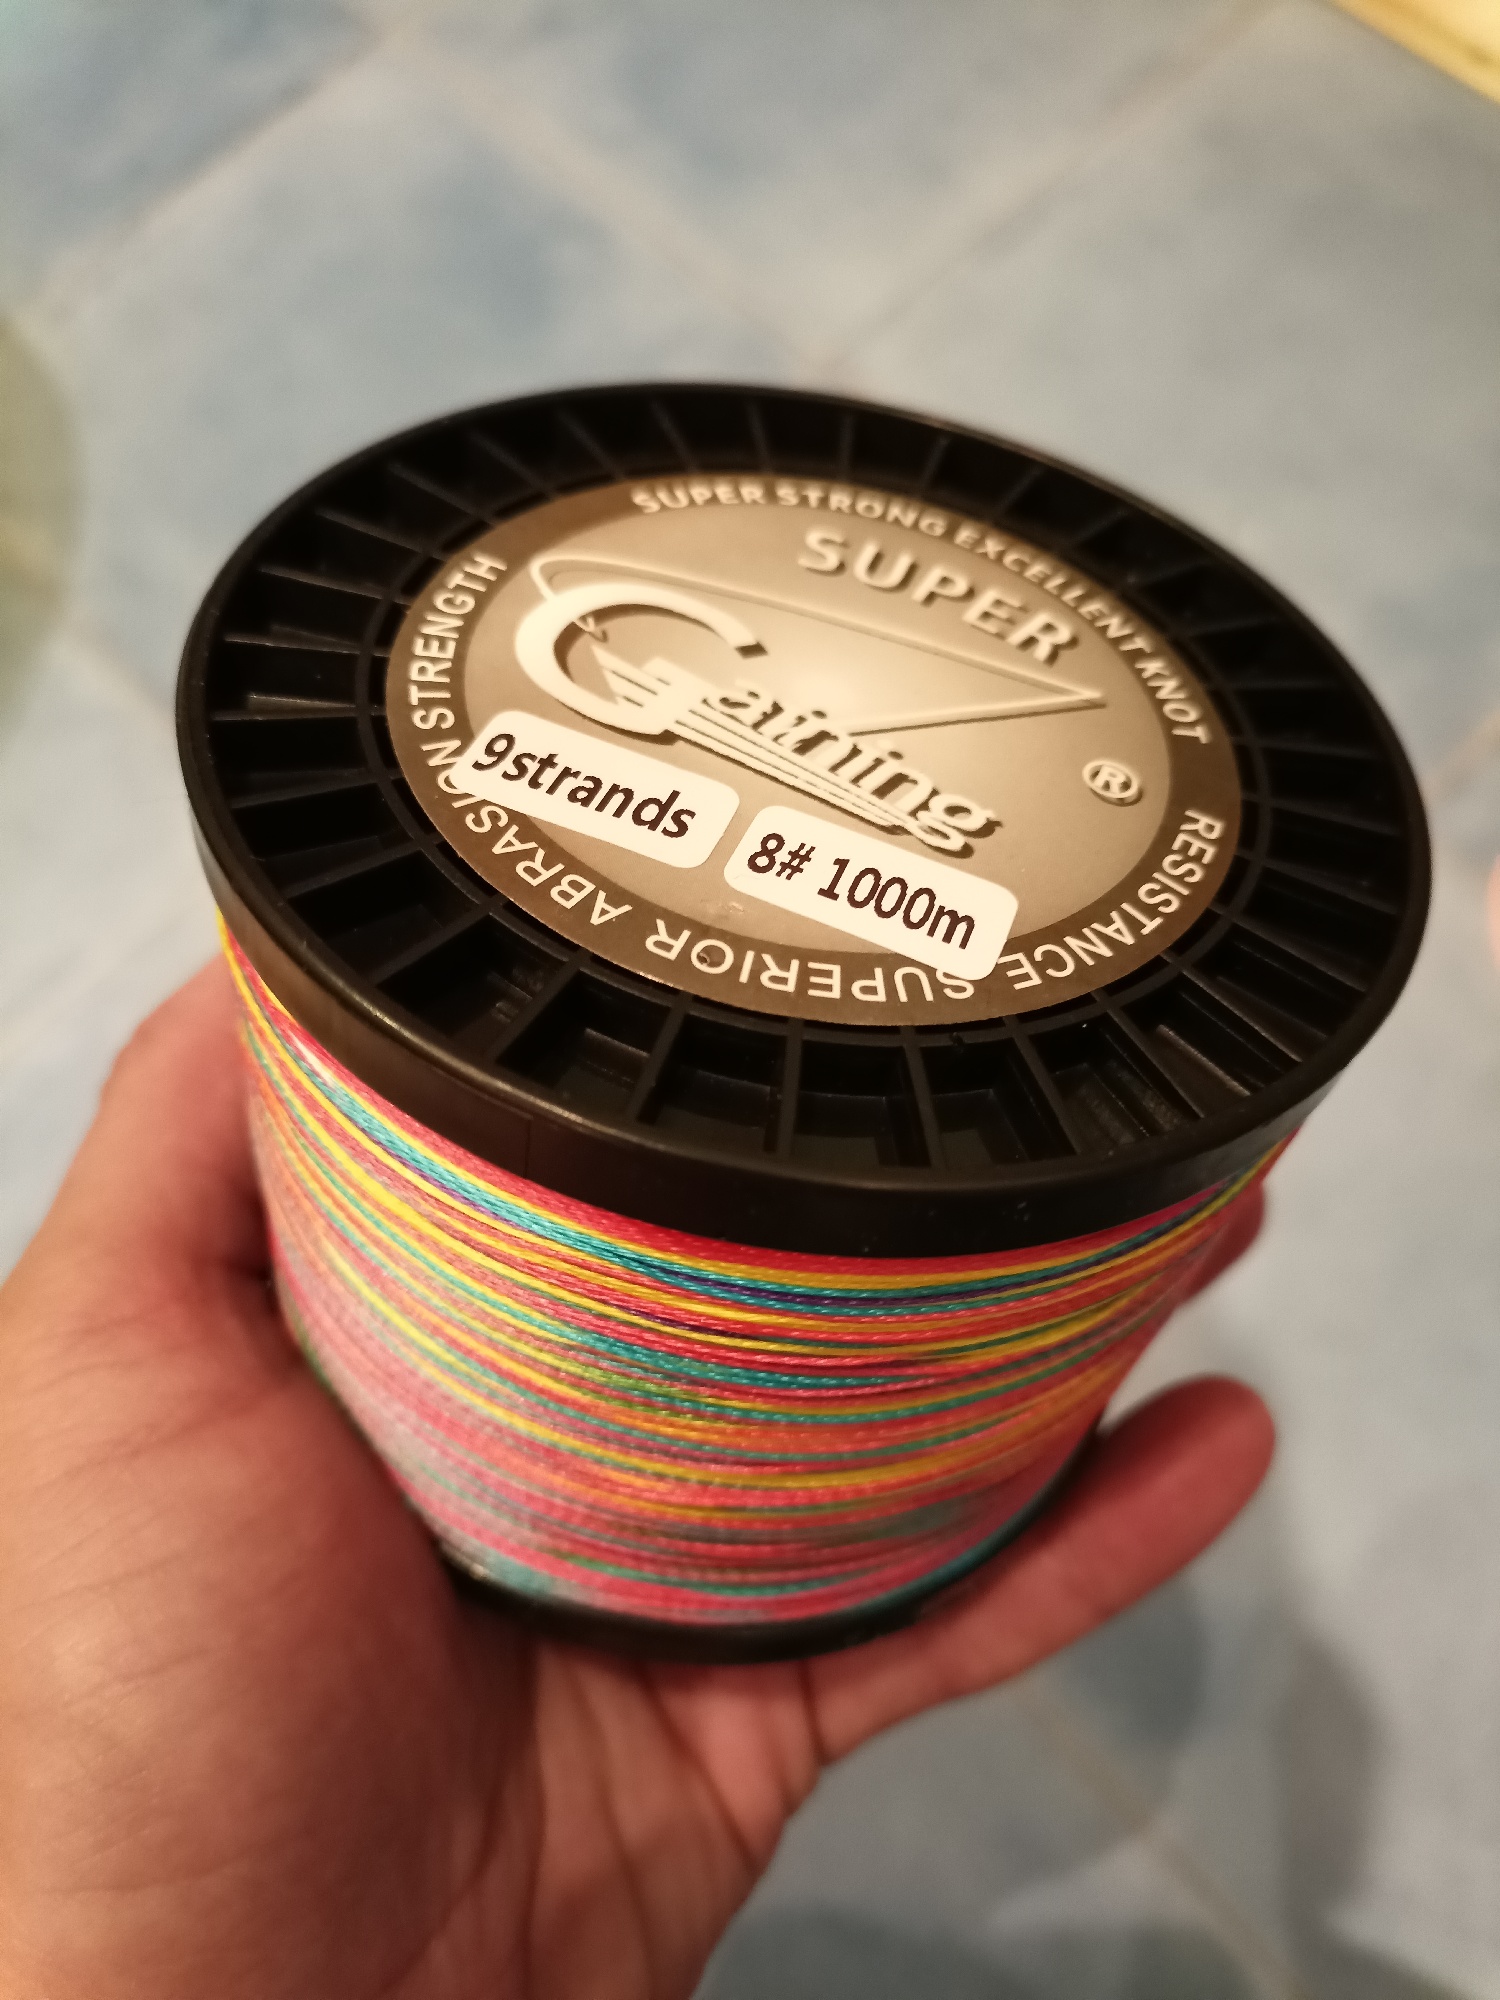 SUPER STRONG EXCELLENT KNOT
RESISTANCE SUPERIOR ABRASION STRENGTH
SUPER
Gaining
®
9strands
8# 1000m